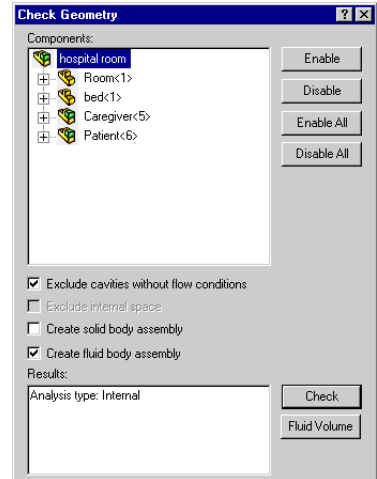 Check Geometry
Components:
hospital room
Room<1>
bed<1>
Caregiver<5>
Patient<6>
Enable
Disable
Enable All
Disable All
Exclude cavities without flow conditions
Exclude internal space
Create solid body assembly
Create fluid body assembly
Results:
Analysis type: Internal
Check
Fluid Volume